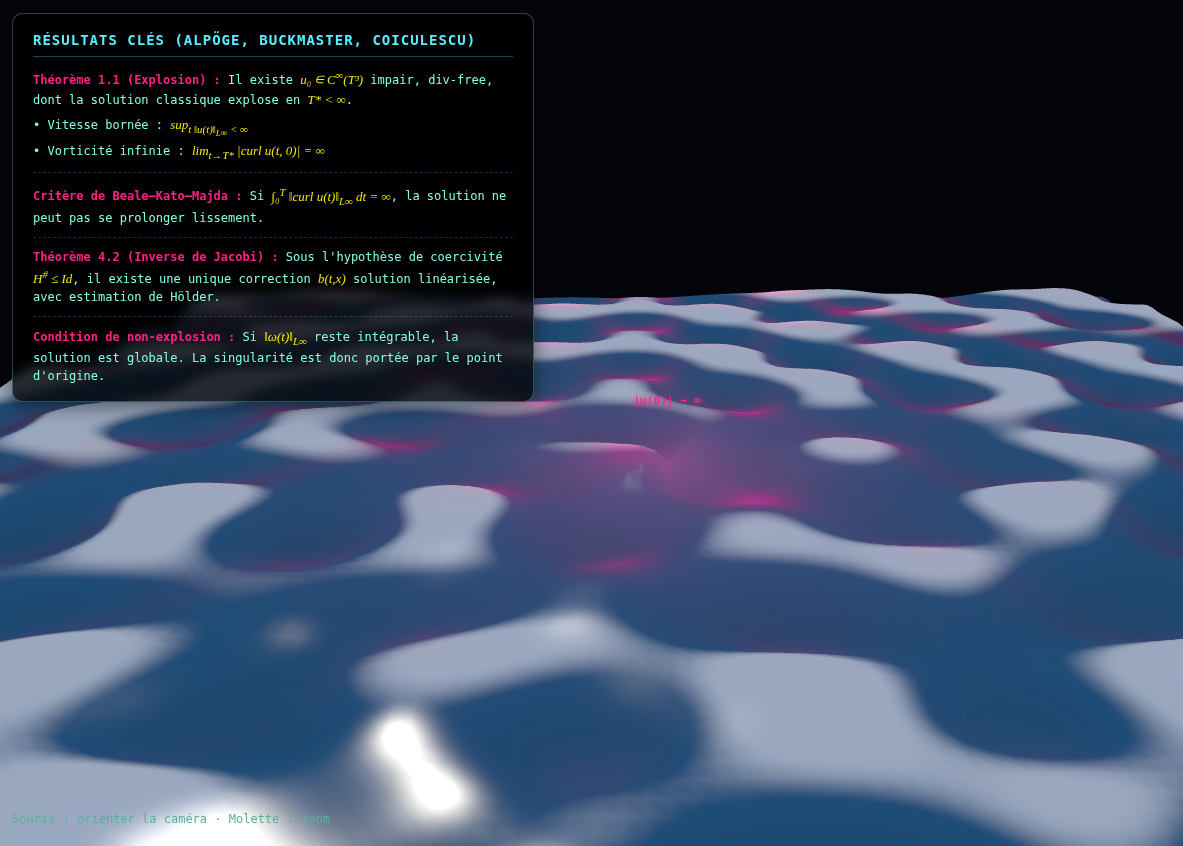 RÉSULTATS CLÉS (ALPÖGE, BUCKMASTER, COICULESCU)
Théorème 1.1 (Explosion) : Il existe u₀ ∈ C^∞(T³) impair, div-free,
dont la solution classique explose en T* < ∞.
• Vitesse bornée : sup_t ‖u(t)‖_L∞ < ∞
• Vorticité infinie : lim_t→T* |curl u(t, 0)| = ∞
Critère de Beale–Kato–Majda : Si ∫₀^T ‖curl u(t)‖_L∞ dt = ∞, la solution ne
peut pas se prolonger lissement.
Théorème 4.2 (Inverse de Jacobi) : Sous l'hypothèse de coercivité
H^# ≤ Id, il existe une unique correction b(t,x) solution linéarisée,
avec estimation de Hölder.
Condition de non-explosion : Si ‖ω(t)‖_L∞ reste intégrable, la
solution est globale. La singularité est donc portée par le point
d'origine.
→ ∞
Souris : orienter la caméra · Molette : zoom